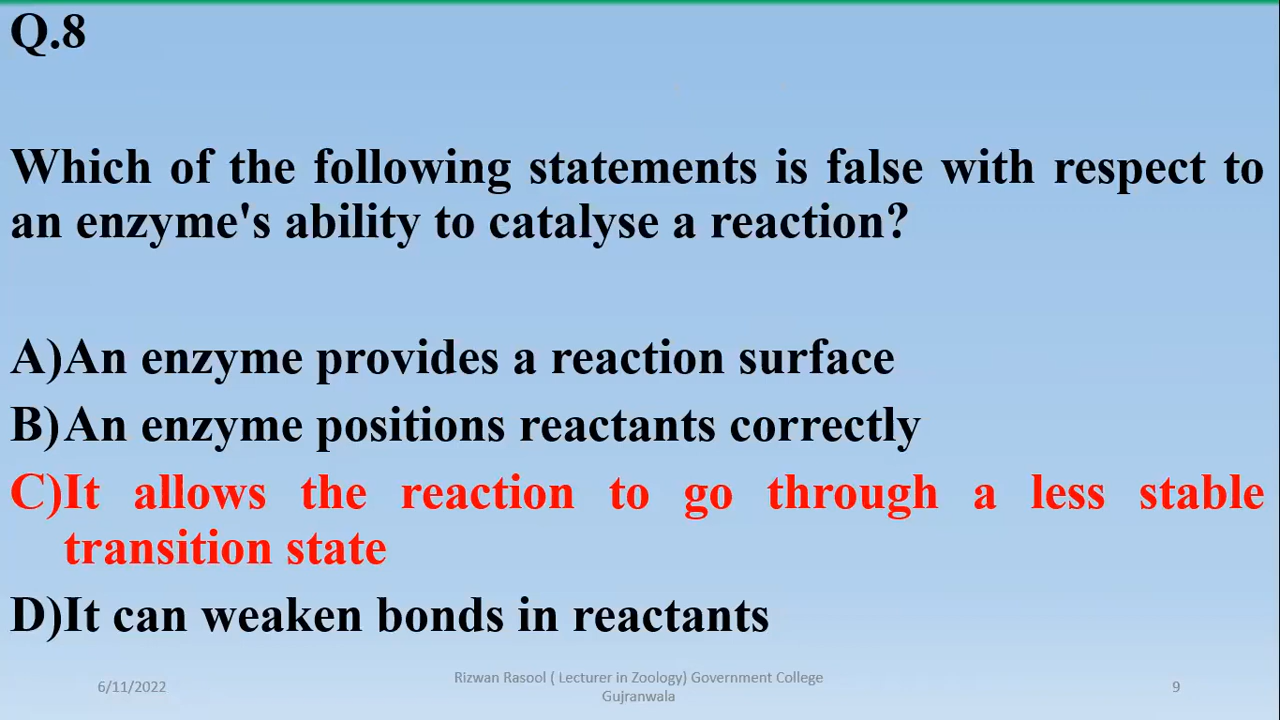 Q.8
Which of the following statements is false with respect to
an enzyme's ability to catalyse a reaction?
A)An enzyme provides a reaction surface
B)An enzyme positions reactants correctly
C)It allows the reaction to go through a less stable
transition state
D)It can weaken bonds in reactants
6/11/2022
Rizwan Rasool ( Lecturer in Zoology) Government College
Gujranwala
9